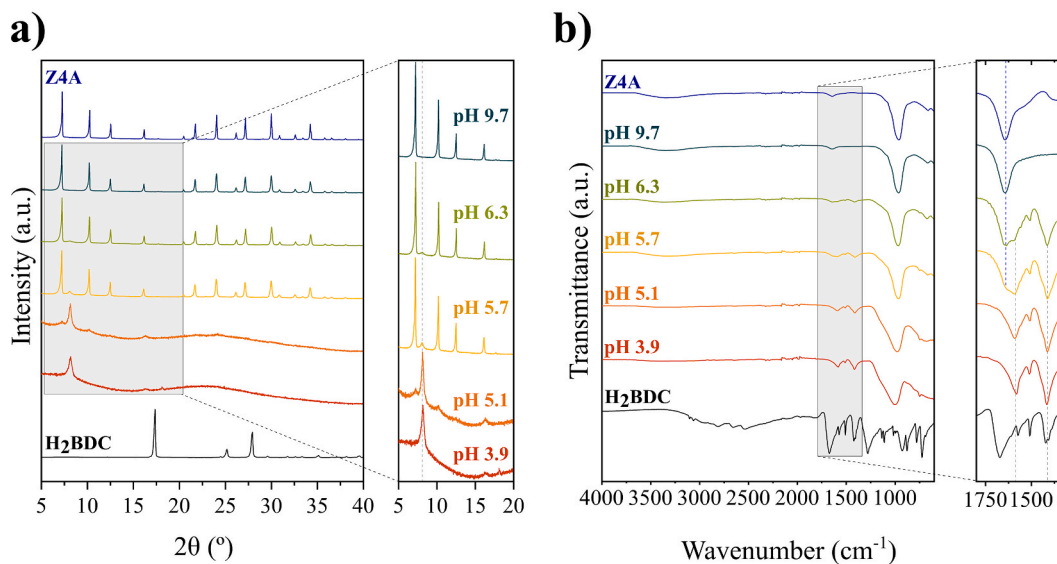 a)
Z4A
H2BDC
Intensity (a.u.)
5 10 15 20 25 30 35 40
2θ (º)
pH 9.7
pH 6.3
pH 5.7
pH 5.1
pH 3.9
5 10 15 20
b)
Z4A
pH 9.7
pH 6.3
pH 5.7
pH 5.1
pH 3.9
H2BDC
Transmittance (a.u.)
4000 3500 3000 2500 2000 1500 1000
Wavenumber (cm-1)
1750 1500